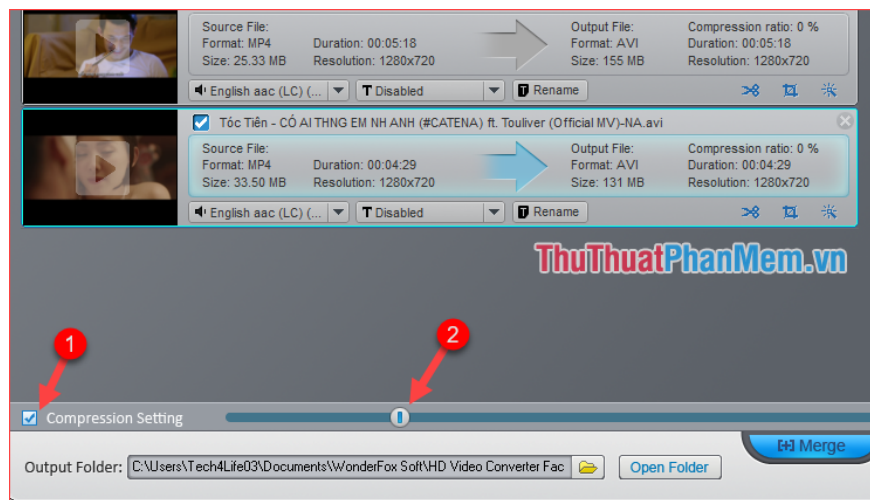 Source File: Output File: Compression ratio: 0 %
Format: MP4 Duration: 00:05:18 Format: AVI Duration: 00:05:18
Size: 25.33 MB Resolution: 1280x720 Size: 155 MB Resolution: 1280x720
English aac (LC) (... T Disabled T Rename
Tóc Tiên - CÓ AI THNG EM NH ANH (#CATENA) ft. Touliver (Official MV)-NA.avi
Source File: Output File: Compression ratio: 0 %
Format: MP4 Duration: 00:04:29 Format: AVI Duration: 00:04:29
Size: 33.50 MB Resolution: 1280x720 Size: 131 MB Resolution: 1280x720
English aac (LC) (... T Disabled T Rename
ThuThuatPhanMem.vn
1
2
Compression Setting
[+] Merge
Output Folder: C:\Users\Tech4Life03\Documents\WonderFox Soft\HD Video Converter Fac Open Folder